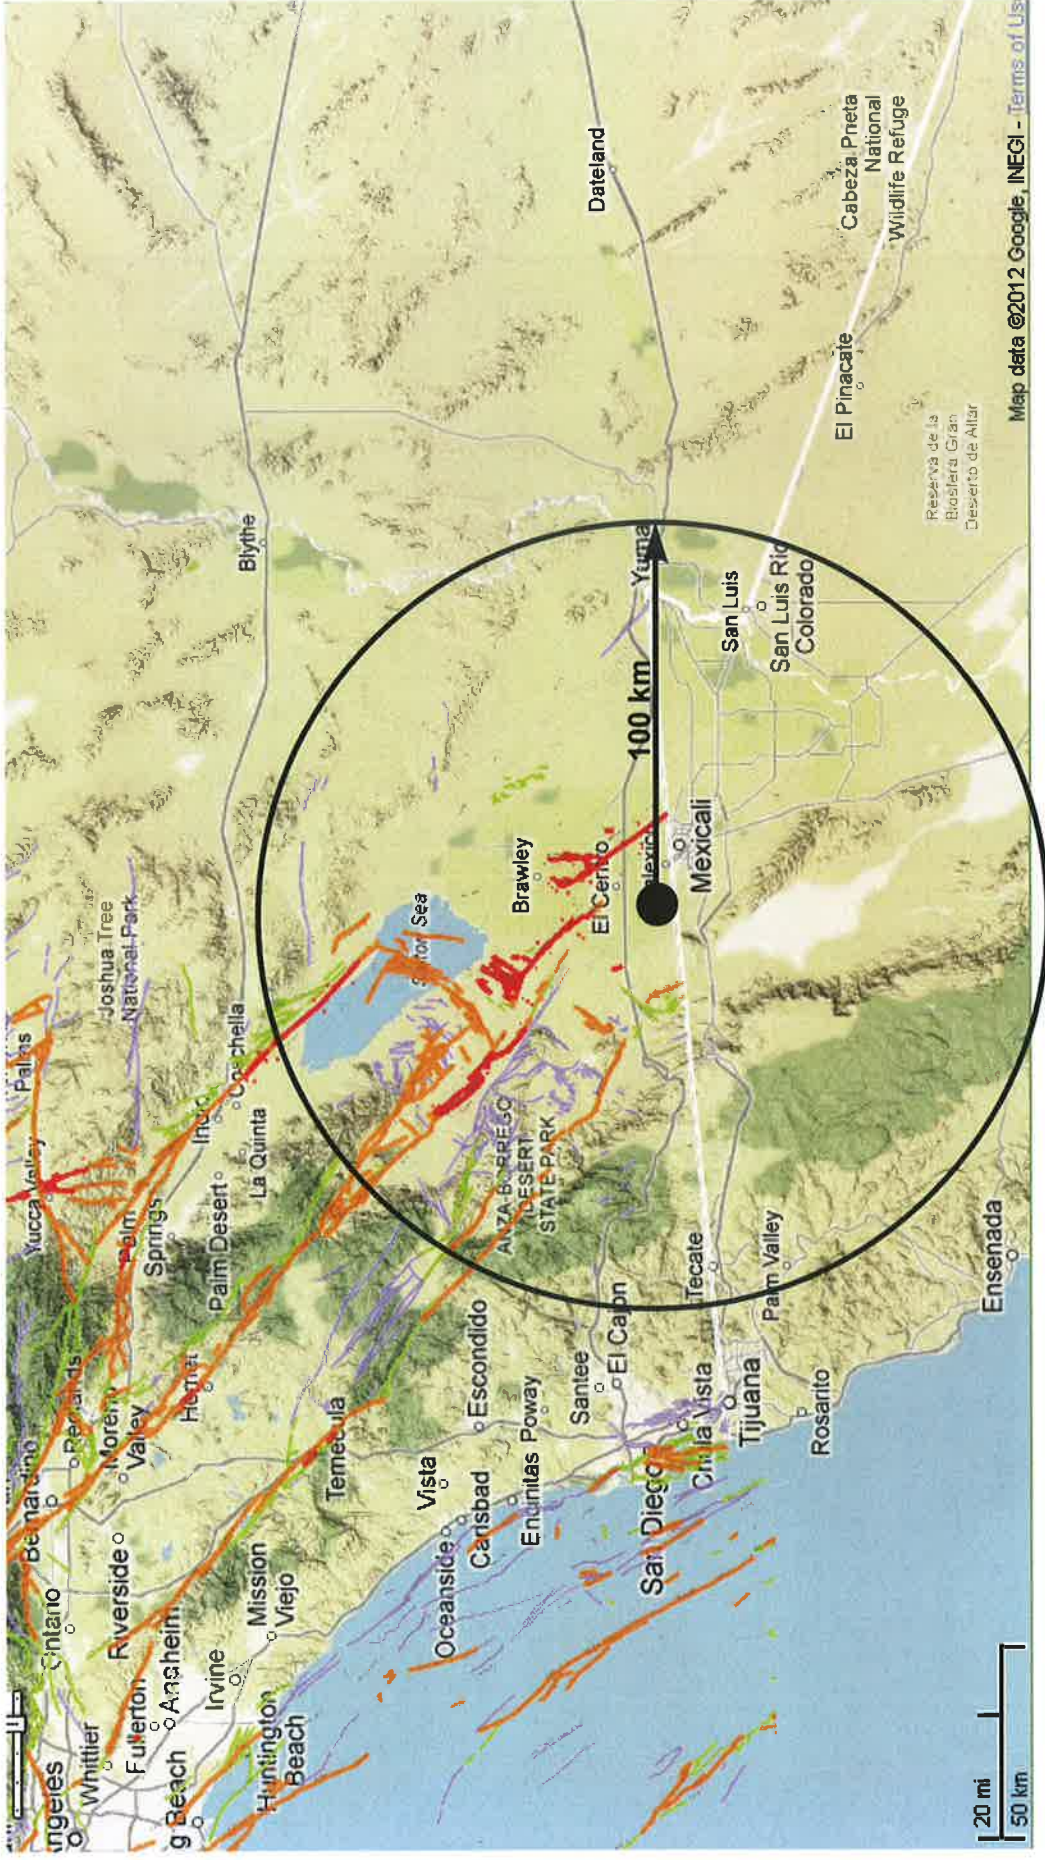 Palms
Yucca Valley
Joshua Tree
National Park
Bernardino
Redlands
Palm
Springs
Indio
Coachella
Palm Desert
La Quinta
Blythe
Ontario
Riverside
Moreno
Valley
Hemet
Whittier
Fullerton
Anaheim
Irvine
Mission
Viejo
Huntington
Beach
Temecula
Vista
Oceanside
Carlsbad
Encinitas
Poway
Escondido
Santee
El Cajon
San Diego
Chula Vista
Tijuana
Rosarito
Tecate
Palm Valley
Ensenada
ANZA-BORREGO
DESERT
STATE PARK
Brawley
El Centro
Mexicali
100 km
Yuma
San Luis
San Luis Rio
Colorado
Dateland
Cabeza Prieta
National
Wildlife Refuge
El Pinacate
Reserva de la
Biosfera Gran
Desierto de Altar
20 mi
50 km
Map data ©2012 Google, INEGI - Terms of Us